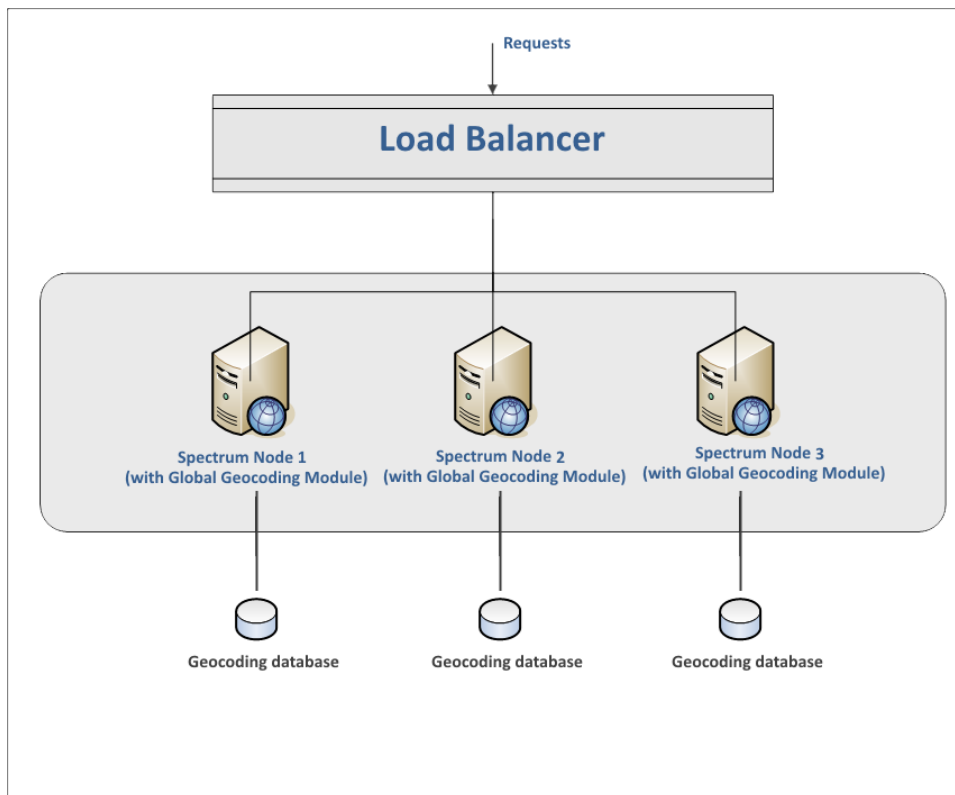 Requests
Load Balancer
Spectrum Node 1
(with Global Geocoding Module)
Spectrum Node 2
(with Global Geocoding Module)
Spectrum Node 3
(with Global Geocoding Module)
Geocoding database
Geocoding database
Geocoding database